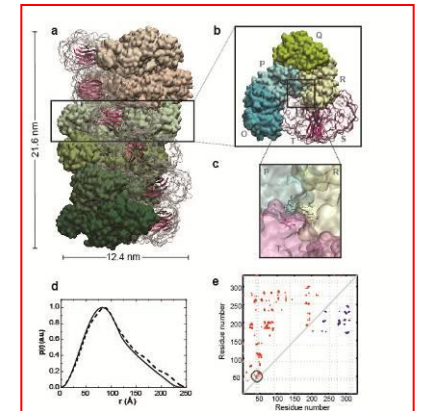 a
b
Q
P
R
O
T
S
21.6 nm
12.4 nm
c
P
R
d
e
p(r) (a.u.)
1.0
0.8
0.6
0.4
0.2
0.0
0 50 100 150 200 250
r (Å)
Residue number
300
250
200
150
100
60
50 100 150 200 250 300
Residue number